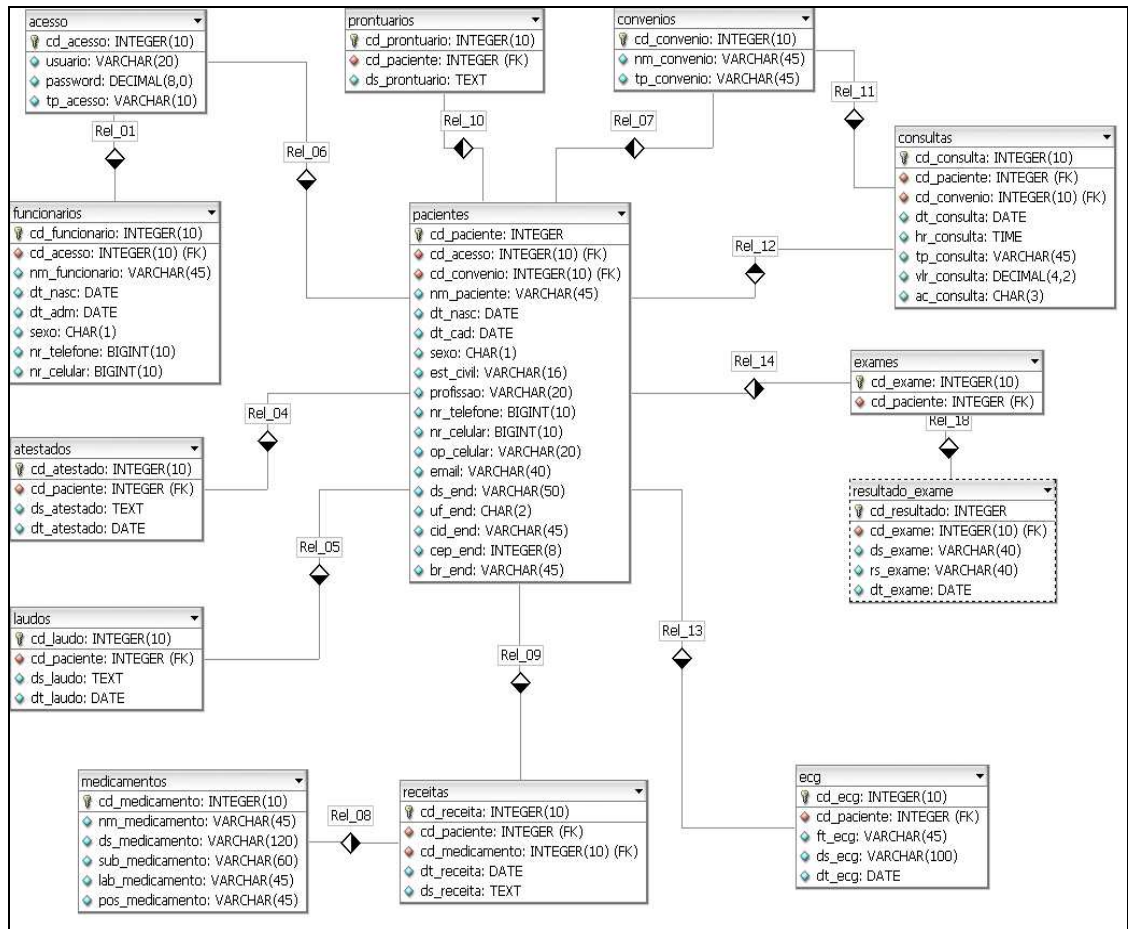 acesso
cd_acesso: INTEGER(10)
usuario: VARCHAR(20)
password: DECIMAL(8,0)
tp_acesso: VARCHAR(10)
prontuarios
cd_prontuario: INTEGER(10)
cd_paciente: INTEGER (FK)
ds_prontuario: TEXT
convenios
cd_convenio: INTEGER(10)
nm_convenio: VARCHAR(45)
tp_convenio: VARCHAR(45)
Rel_11
Rel_01
Rel_06
Rel_10
Rel_07
consultas
cd_consulta: INTEGER(10)
cd_paciente: INTEGER (FK)
cd_convenio: INTEGER(10) (FK)
dt_consulta: DATE
hr_consulta: TIME
tp_consulta: VARCHAR(45)
vlr_consulta: DECIMAL(4,2)
ac_consulta: CHAR(3)
funcionarios
cd_funcionario: INTEGER(10)
cd_acesso: INTEGER(10) (FK)
nm_funcionario: VARCHAR(45)
dt_nasc: DATE
dt_adm: DATE
sexo: CHAR(1)
nr_telefone: BIGINT(10)
nr_celular: BIGINT(10)
pacientes
cd_paciente: INTEGER
cd_acesso: INTEGER(10) (FK)
cd_convenio: INTEGER(10) (FK)
nm_paciente: VARCHAR(45)
dt_nasc: DATE
dt_cad: DATE
sexo: CHAR(1)
est_civil: VARCHAR(16)
profissao: VARCHAR(20)
nr_telefone: BIGINT(10)
nr_celular: BIGINT(10)
op_celular: VARCHAR(20)
email: VARCHAR(40)
ds_end: VARCHAR(50)
uf_end: CHAR(2)
cid_end: VARCHAR(45)
cep_end: INTEGER(8)
br_end: VARCHAR(45)
Rel_12
Rel_14
exames
cd_exame: INTEGER(10)
cd_paciente: INTEGER (FK)
Rel_18
Rel_04
atestados
cd_atestado: INTEGER(10)
cd_paciente: INTEGER (FK)
ds_atestado: TEXT
dt_atestado: DATE
resultado_exame
cd_resultado: INTEGER
cd_exame: INTEGER(10) (FK)
ds_exame: VARCHAR(40)
rs_exame: VARCHAR(40)
dt_exame: DATE
Rel_05
laudos
cd_laudo: INTEGER(10)
cd_paciente: INTEGER (FK)
ds_laudo: TEXT
dt_laudo: DATE
Rel_09
Rel_13
medicamentos
cd_medicamento: INTEGER(10)
nm_medicamento: VARCHAR(45)
ds_medicamento: VARCHAR(120)
sub_medicamento: VARCHAR(60)
lab_medicamento: VARCHAR(45)
pos_medicamento: VARCHAR(45)
Rel_08
receitas
cd_receita: INTEGER(10)
cd_paciente: INTEGER (FK)
cd_medicamento: INTEGER(10) (FK)
dt_receita: DATE
ds_receita: TEXT
ecg
cd_ecg: INTEGER(10)
cd_paciente: INTEGER (FK)
ft_ecg: VARCHAR(45)
ds_ecg: VARCHAR(100)
dt_ecg: DATE